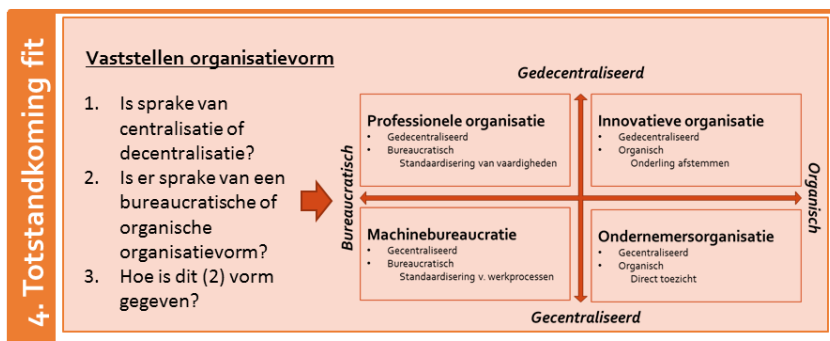 4. Totstandkoming fit
Vaststellen organisatievorm
1. Is sprake van
centralisatie of
decentralisatie?
2. Is er sprake van een
bureaucratische of
organische
organisatievorm?
3. Hoe is dit (2) vorm
gegeven?
Gedecentraliseerd
Bureaucratisch
Professionele organisatie
• Gedecentraliseerd
• Bureaucratisch
Standaardisering van vaardigheden
Innovatieve organisatie
• Gedecentraliseerd
• Organisch
Onderling afstemmen
Organisch
Machinebureaucratie
• Gecentraliseerd
• Bureaucratisch
Standaardisering v. werkprocessen
Ondernemersorganisatie
• Gecentraliseerd
• Organisch
Direct toezicht
Gecentraliseerd